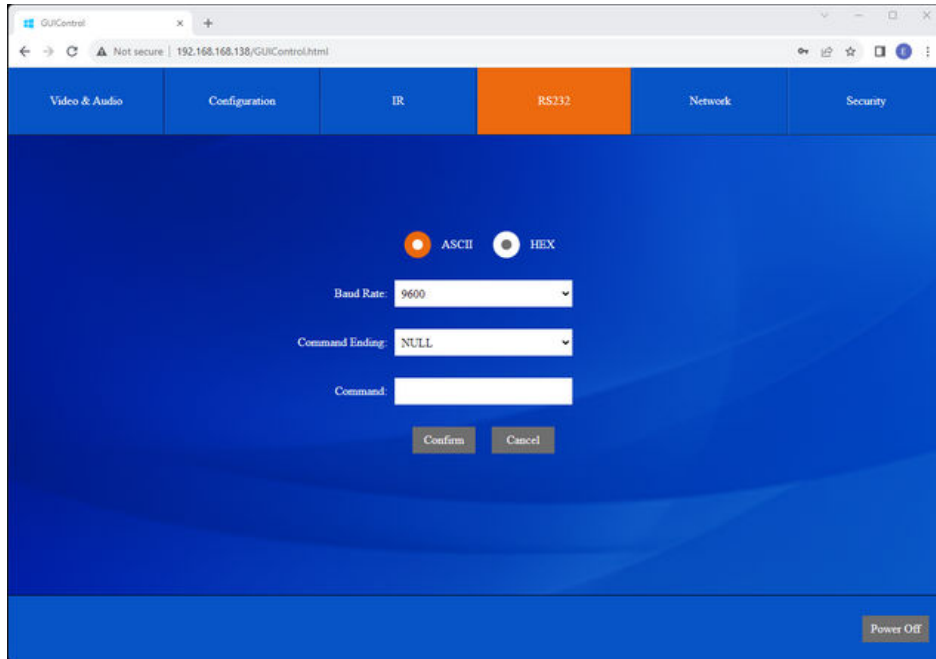 GUIControl
Not secure | 192.168.168.138/GUIControl.html
E
Video & Audio
Configuration
IR
RS232
Network
Security
ASCII
HEX
Baud Rate: 9600
Command Ending: NULL
Command:
Confirm
Cancel
Power Off